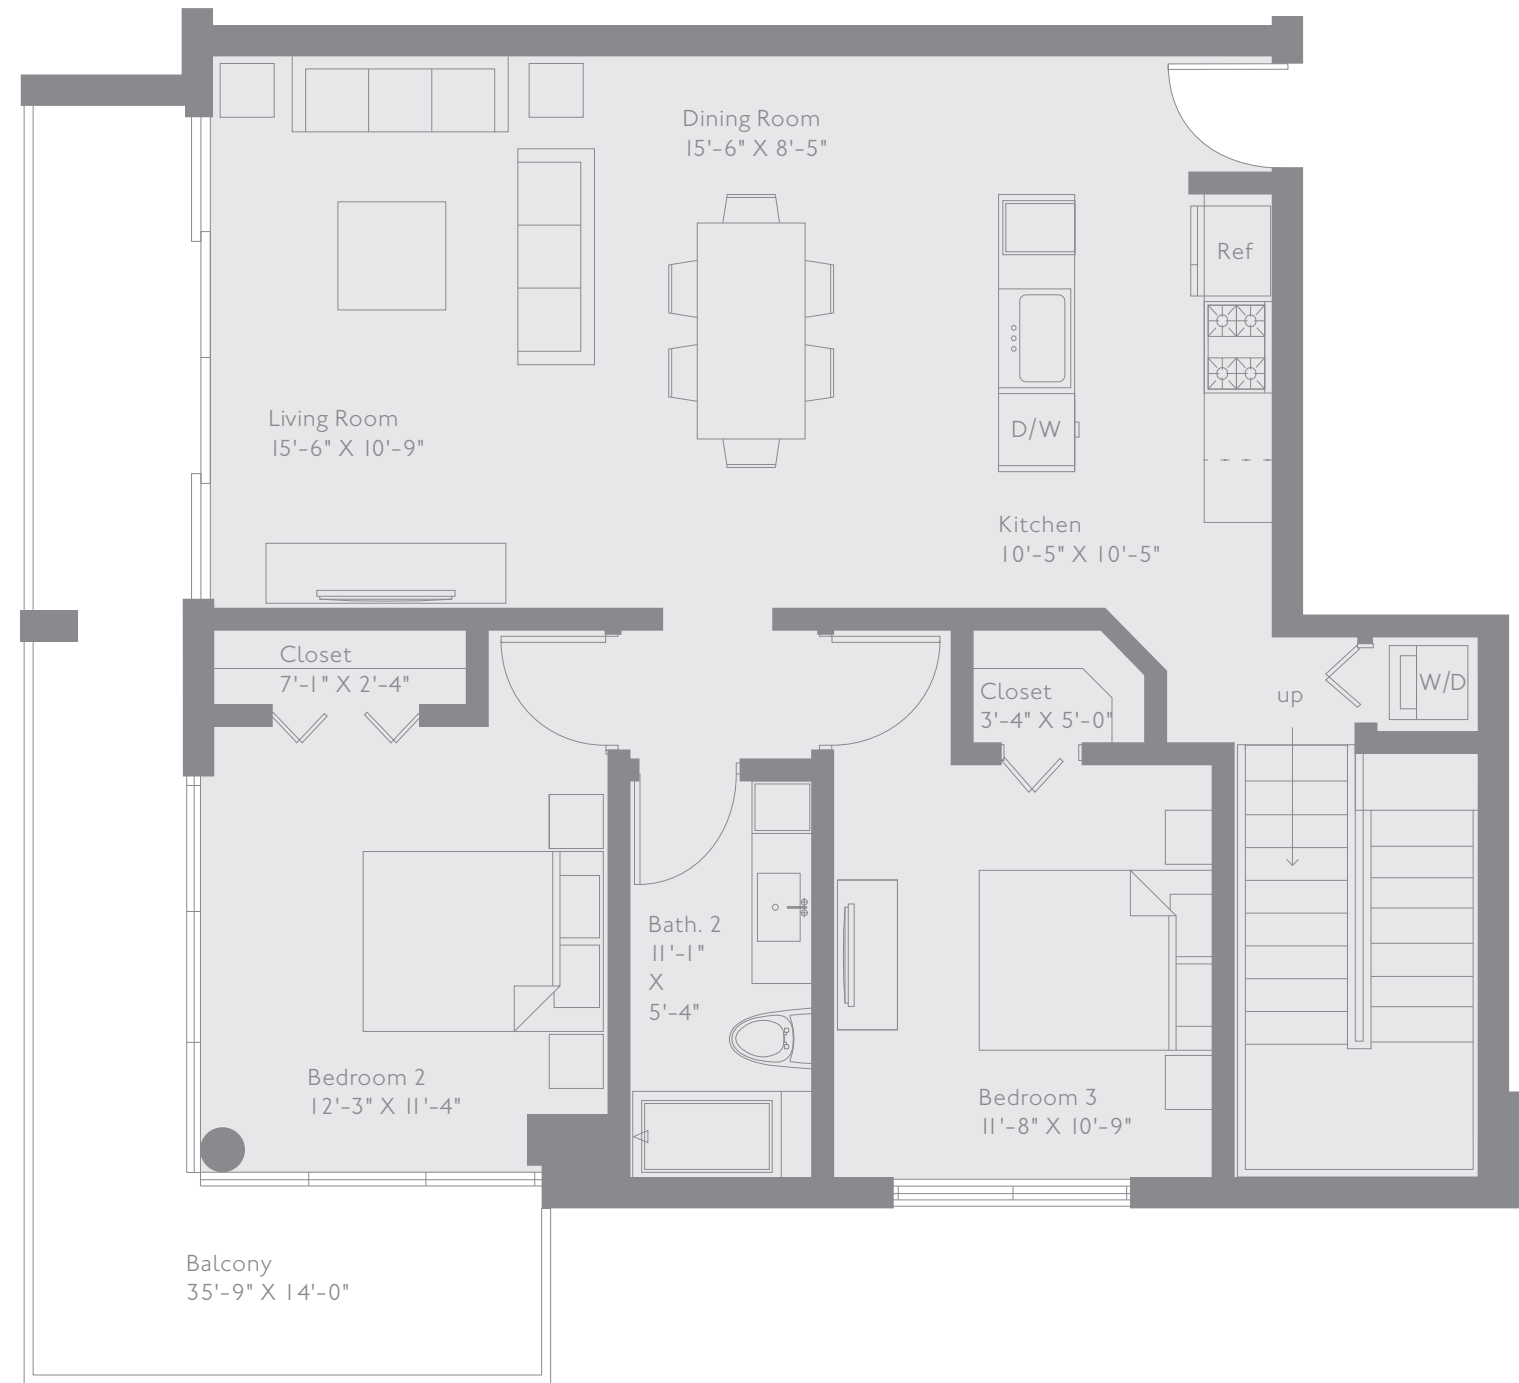 Dining Room
15'-6" X 8'-5"
Ref
Living Room
15'-6" X 10'-9"
D/W
Kitchen
10'-5" X 10'-5"
Closet
7'-1" X 2'-4"
Closet
3'-4" X 5'-0"
up
W/D
Bath. 2
11'-1"
X
5'-4"
Bedroom 2
12'-3" X 11'-4"
Bedroom 3
11'-8" X 10'-9"
Balcony
35'-9" X 14'-0"